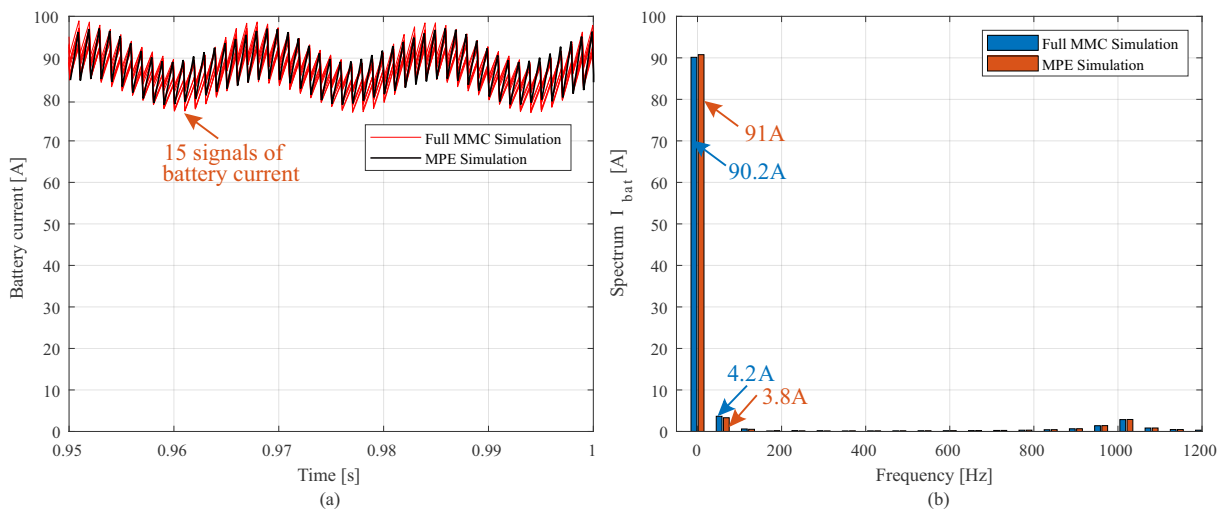 100
90
80
70
60
50
40
30
20
10
0
Battery current [A]
Full MMC Simulation
MPE Simulation
15 signals of
battery current
0.95
0.96
0.97
0.98
0.99
1
Time [s]
(a)
100
90
80
70
60
50
40
30
20
10
0
Spectrum I bat [A]
Full MMC Simulation
MPE Simulation
91A
90.2A
4.2A
3.8A
0
200
400
600
800
1000
1200
Frequency [Hz]
(b)